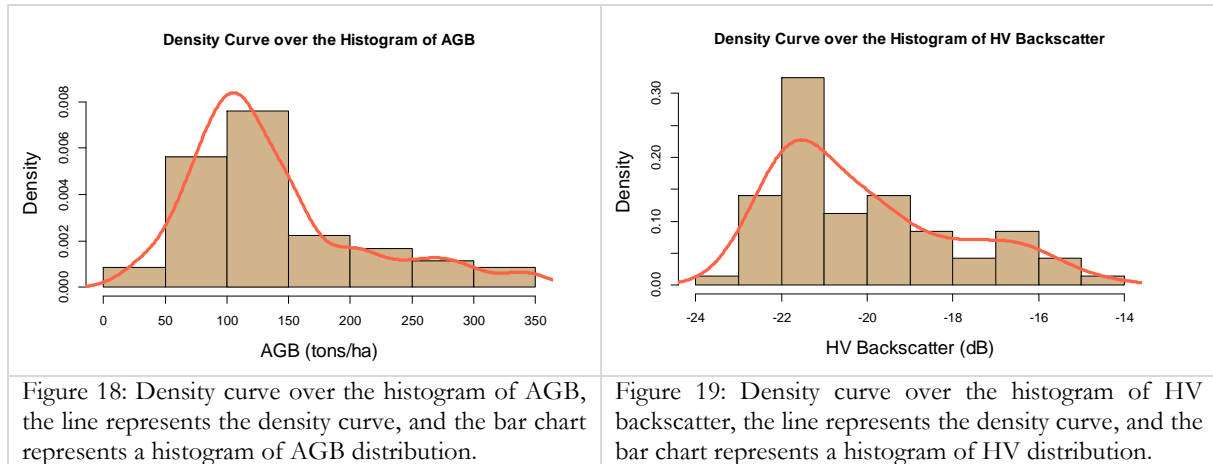 Density Curve over the Histogram of AGB
Density
0.008
0.006
0.004
0.002
0.000
0 50 100 150 200 250 300 350
AGB (tons/ha)
Figure 18: Density curve over the histogram of AGB,
the line represents the density curve, and the bar chart
represents a histogram of AGB distribution.
Density Curve over the Histogram of HV Backscatter
Density
0.30
0.20
0.10
0.00
-24 -22 -20 -18 -16 -14
HV Backscatter (dB)
Figure 19: Density curve over the histogram of HV
backscatter, the line represents the density curve, and the
bar chart represents a histogram of HV distribution.